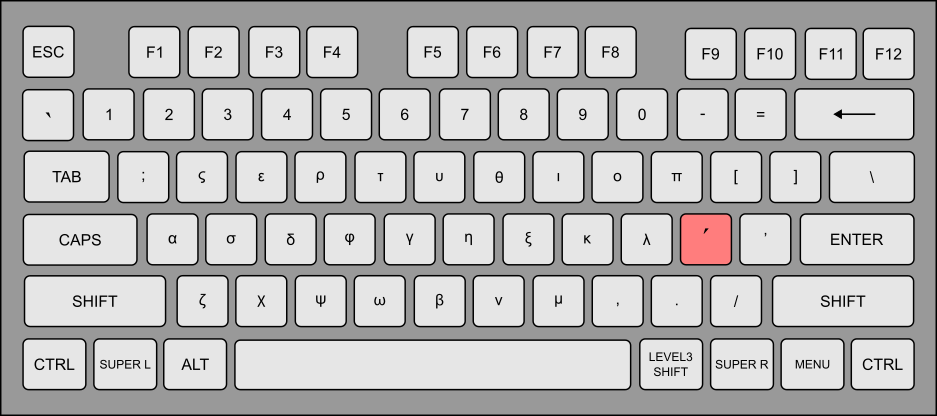 ESC F1 F2 F3 F4 F5 F6 F7 F8 F9 F10 F11 F12
` 1 2 3 4 5 6 7 8 9 0 - = ←
TAB ; ς ε ρ τ υ θ ι ο π [ ] \
CAPS α σ δ φ γ η ξ κ λ ΄ ' ENTER
SHIFT ζ χ ψ ω β ν μ , . / SHIFT
CTRL SUPER L ALT LEVEL3 SHIFT SUPER R MENU CTRL